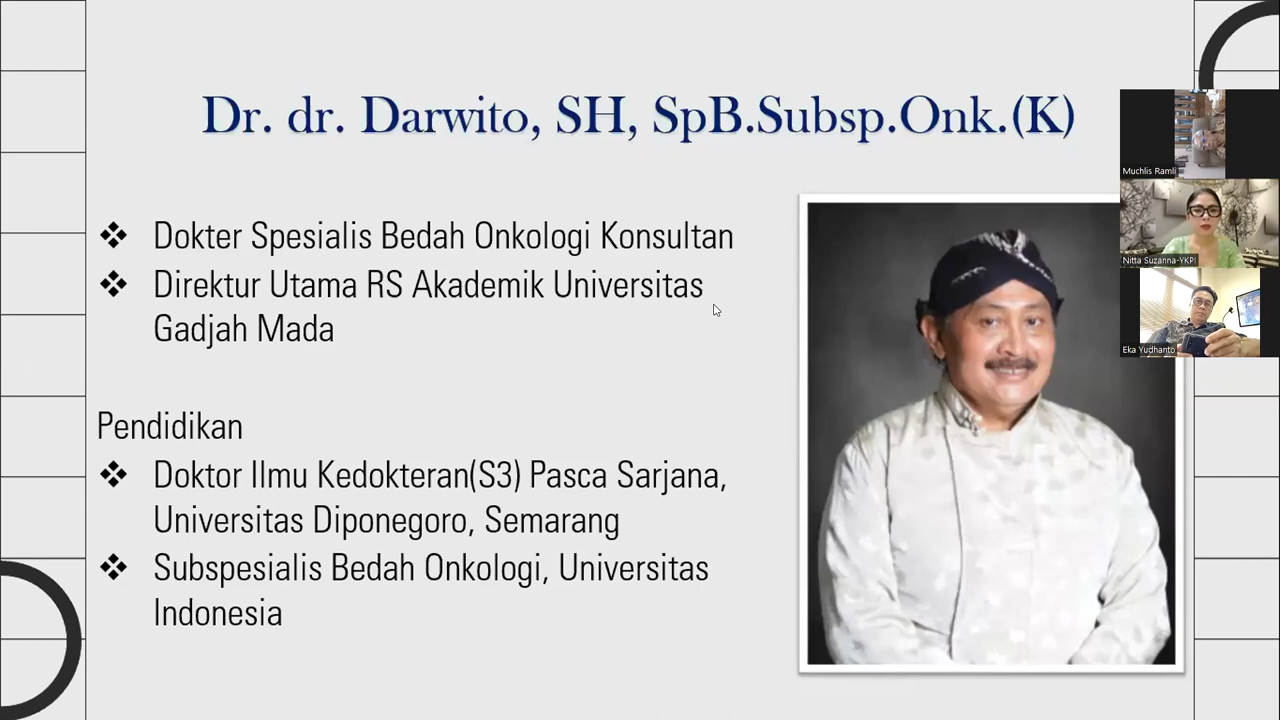 Dr. dr. Darwito, SH, SpB.Subsp.Onk.(K)
❖ Dokter Spesialis Bedah Onkologi Konsultan
❖ Direktur Utama RS Akademik Universitas
Gadjah Mada
Pendidikan
❖ Doktor Ilmu Kedokteran(S3) Pasca Sarjana,
Universitas Diponegoro, Semarang
❖ Subspesialis Bedah Onkologi, Universitas
Indonesia
Muchlis Ramli
Nitta Suzanna-YKPI
Eka Yudhanto